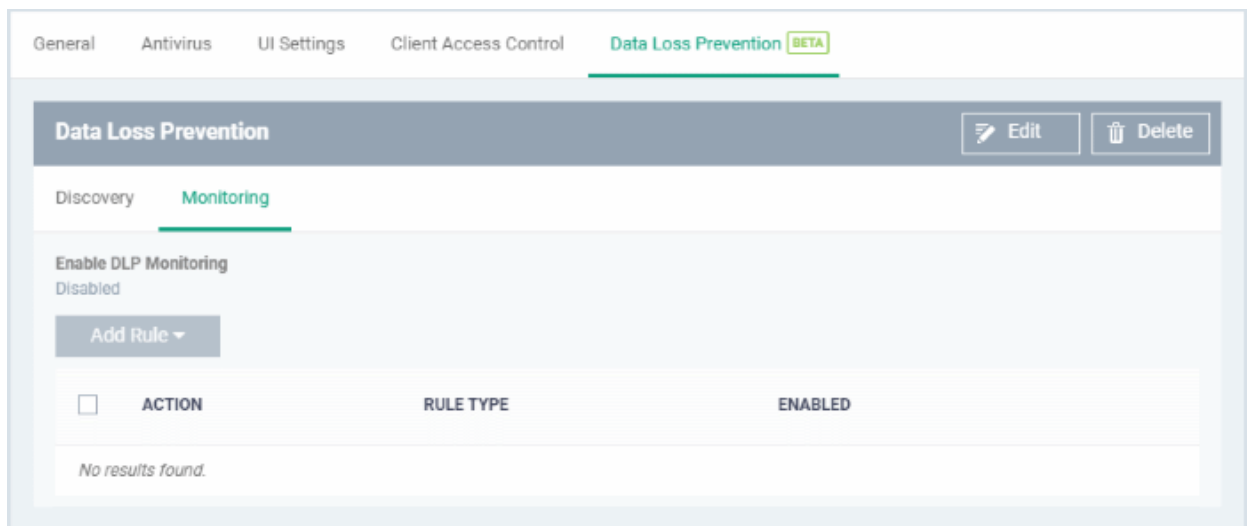 General Antivirus UI Settings Client Access Control Data Loss Prevention BETA
Data Loss Prevention Edit Delete
Discovery Monitoring
Enable DLP Monitoring
Disabled
Add Rule
ACTION RULE TYPE ENABLED
No results found.